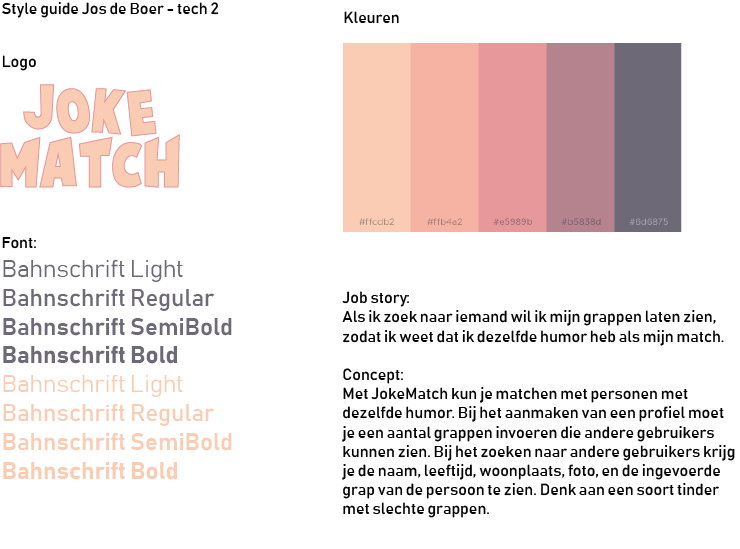 Style guide Jos de Boer - tech 2
Logo
JOKE
MATCH
Font:
Bahnschrift Light
Bahnschrift Regular
Bahnschrift SemiBold
Bahnschrift Bold
Bahnschrift Light
Bahnschrift Regular
Bahnschrift SemiBold
Bahnschrift Bold
Kleuren
#ffcdb2 #ffb4a2 #e5989b #b5838d #6d6875
Job story:
Als ik zoek naar iemand wil ik mijn grappen laten zien,
zodat ik weet dat ik dezelfde humor heb als mijn match.
Concept:
Met JokeMatch kun je matchen met personen met
dezelfde humor. Bij het aanmaken van een profiel moet
je een aantal grappen invoeren die andere gebruikers
kunnen zien. Bij het zoeken naar andere gebruikers krijg
je de naam, leeftijd, woonplaats, foto, en de ingevoerde
grap van de persoon te zien. Denk aan een soort tinder
met slechte grappen.